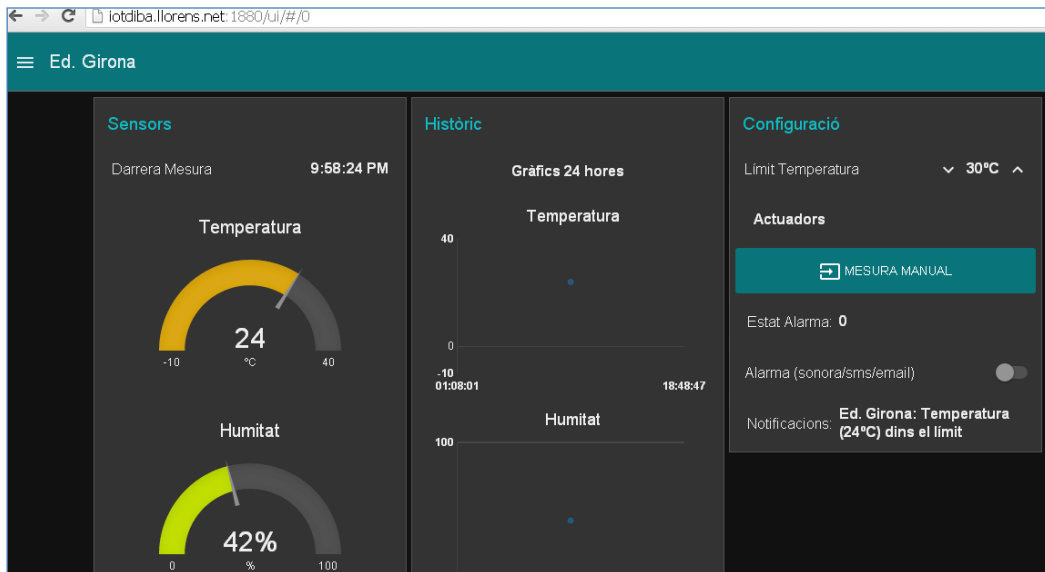 iotdiba.llorens.net:1880/ui/#/0
Ed. Girona
Sensors
Darrera Mesura 9:58:24 PM
Temperatura
24
°C
-10 40
Humitat
42%
%
0 100
Històric
Gràfics 24 hores
Temperatura
40
0
-10
01:08:01 18:48:47
Humitat
100
Configuració
Límit Temperatura 30ºC
Actuadors
MESURA MANUAL
Estat Alarma: 0
Alarma (sonora/sms/email)
Notificacions: Ed. Girona: Temperatura
(24ºC) dins el límit